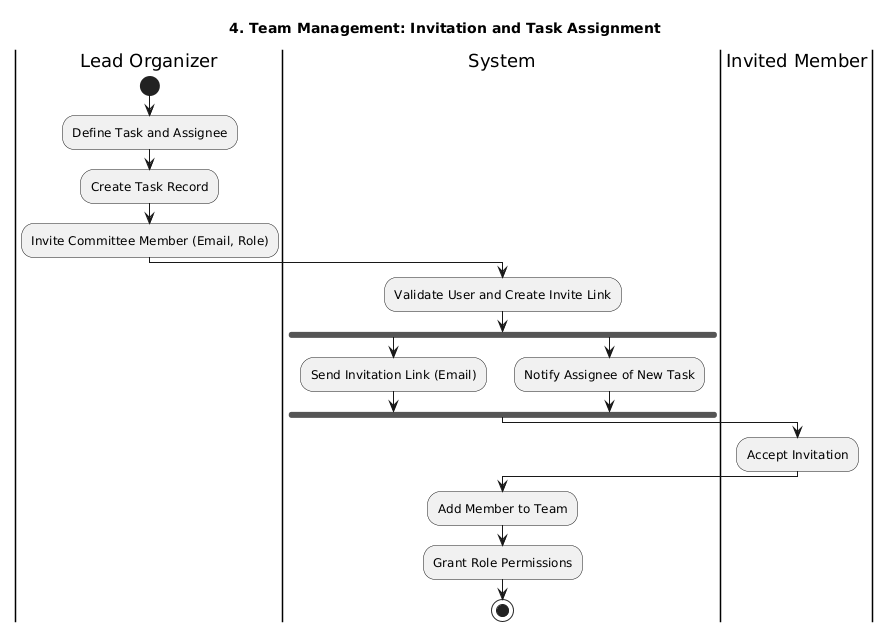 4. Team Management: Invitation and Task Assignment
Lead Organizer
System
Invited Member
Define Task and Assignee
Create Task Record
Invite Committee Member (Email, Role)
Validate User and Create Invite Link
Send Invitation Link (Email)
Notify Assignee of New Task
Accept Invitation
Add Member to Team
Grant Role Permissions